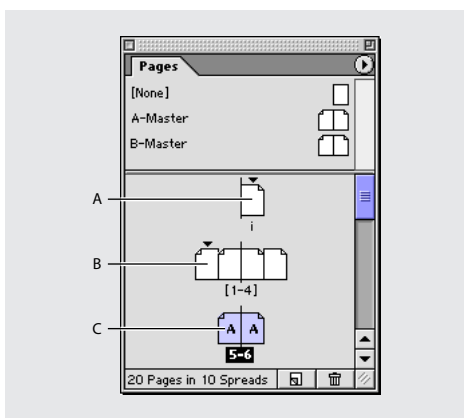 Pages
[None]
A-Master
B-Master
A
i
B
[1-4]
C
A A
5-6
20 Pages in 10 Spreads